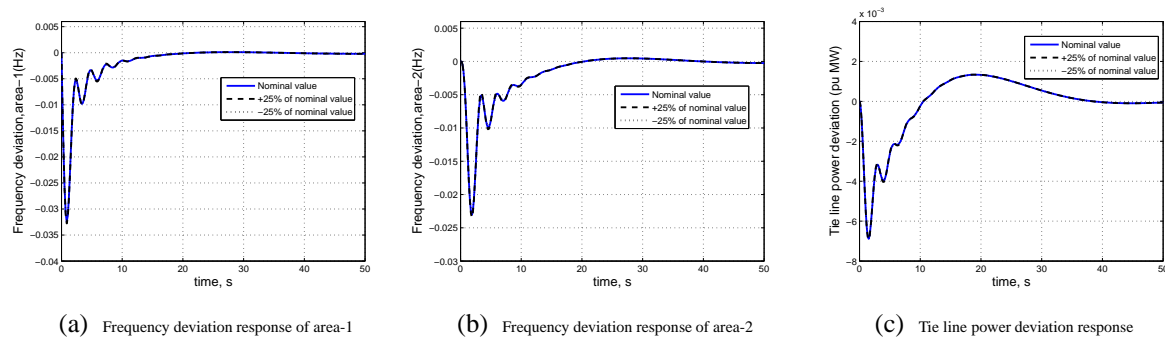 0.005
0
−0.005
−0.01
−0.015
−0.02
−0.025
−0.03
−0.035
−0.04
Frequency deviation,area−1(Hz)
Nominal value
+25% of nominal value
−25% of nominal value
0 10 20 30 40 50
time, s
(a) Frequency deviation response of area-1
0.005
0
−0.005
−0.01
−0.015
−0.02
−0.025
−0.03
Frequency deviation,area−2(Hz)
Nominal value
+25% of nominal value
−25% of nominal value
0 10 20 30 40 50
time, s
(b) Frequency deviation response of area-2
x 10−3
4
2
0
−2
−4
−6
−8
Tie line power deviation (pu MW)
Nominal value
+25% of nominal value
−25% of nominal value
0 10 20 30 40 50
time, s
(c) Tie line power deviation response